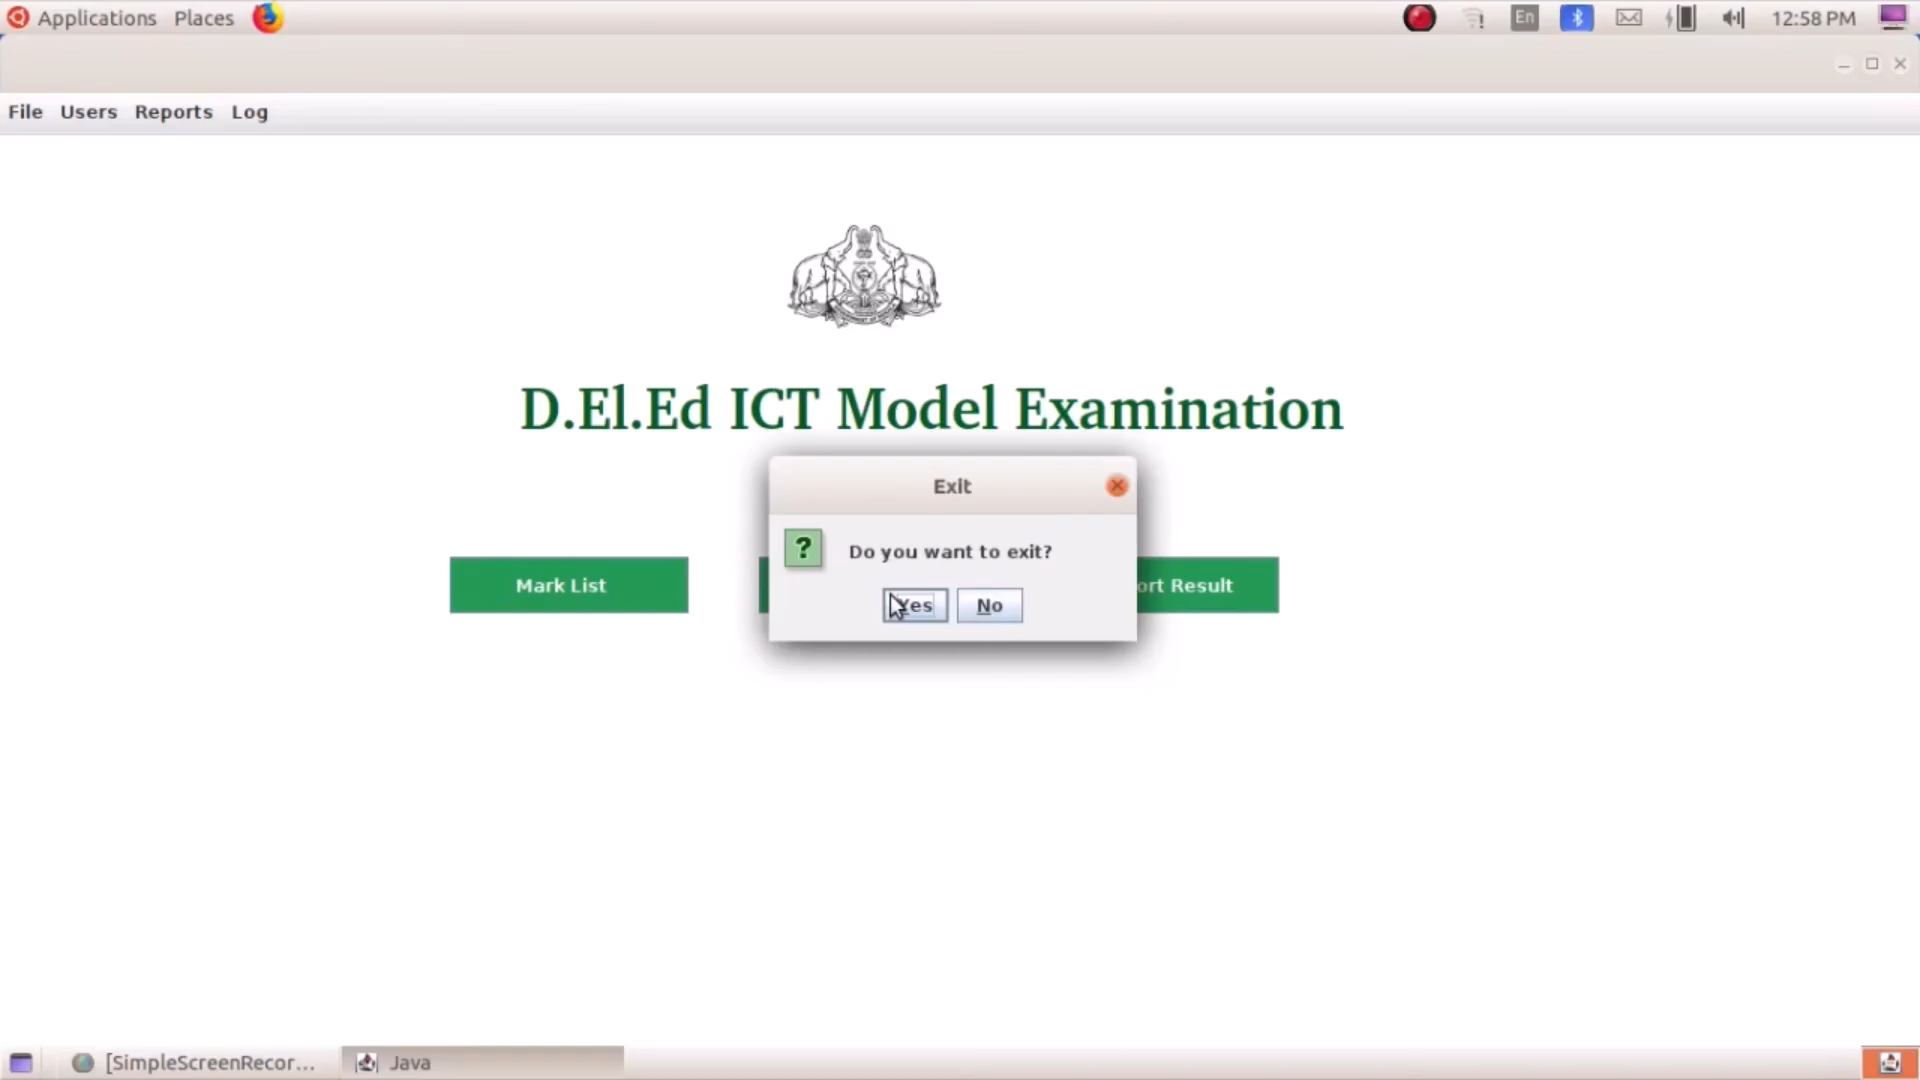 Applications Places
En
12:58 PM
File Users Reports Log
D.El.Ed ICT Model Examination
Exit
? Do you want to exit?
Mark List
ort Result
Yes No
[SimpleScreenRecor... Java